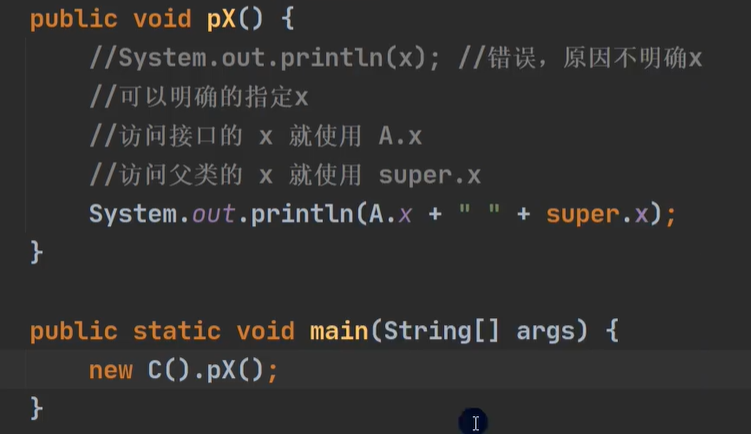 public void pX() {
//System.out.println(x); //错误，原因不明确x
//可以明确的指定x
//访问接口的 x 就使用 A.x
//访问父类的 x 就使用 super.x
System.out.println(A.x + " " + super.x);
}
public static void main(String[] args) {
new C().pX();
}